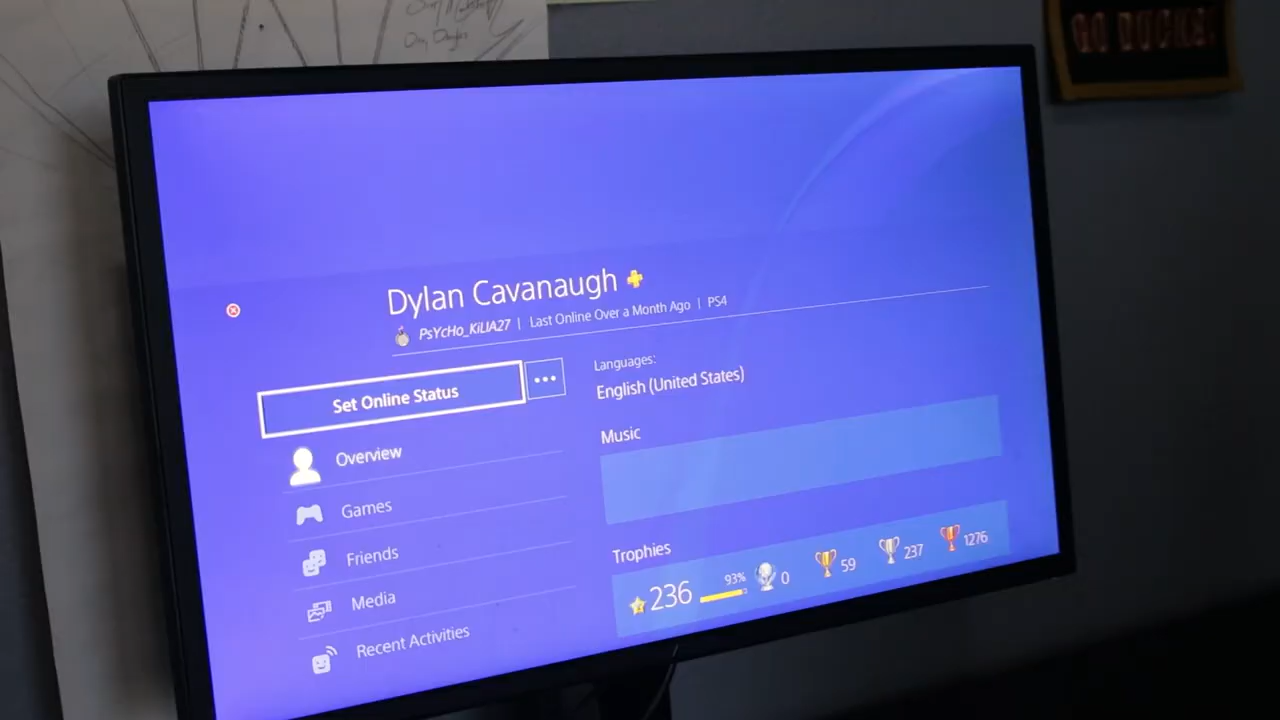 GO DUCKS!
Dylan Cavanaugh
PsYcHo_KiLlA27 | Last Online Over a Month Ago | PS4
Set Online Status
Languages:
English (United States)
Overview
Music
Games
Friends
Media
Recent Activities
Trophies
236 93% 0 59 237 1276